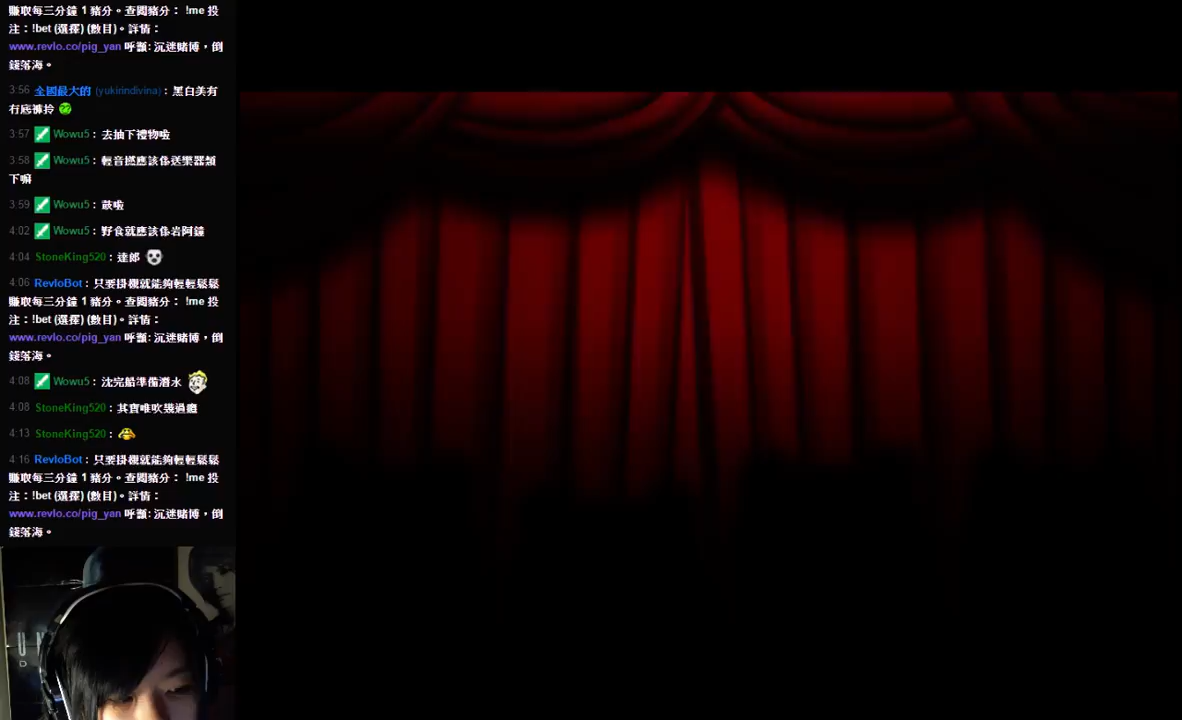 賺取每三分鐘 1 豬分。查閱豬分： !me 投
注：!bet (選擇) (數目)。詳情：
www.revlo.co/pig_yan 呼籲: 沉迷賭博，倒
錢落海。
3:56 全國最大的 (yukirindivina)： 黑白美有
冇底褲拎
3:57 Wowu5： 去抽下禮物啦
3:58 Wowu5： 輕音樂應該係送樂器類
下嘛
3:59 Wowu5： 鼓啦
4:02 Wowu5： 野食就應該係岩阿鐘
4:04 StoneKing520： 達郎
4:06 RevloBot： 只要掛機就能夠輕輕鬆鬆
賺取每三分鐘 1 豬分。查閱豬分： !me 投
注：!bet (選擇) (數目)。詳情：
www.revlo.co/pig_yan 呼籲: 沉迷賭博，倒
錢落海。
4:08 Wowu5： 沈完船準備潛水
4:08 StoneKing520： 其實唯吹幾過癮
4:13 StoneKing520：
4:16 RevloBot： 只要掛機就能夠輕輕鬆鬆
賺取每三分鐘 1 豬分。查閱豬分： !me 投
注：!bet (選擇) (數目)。詳情：
www.revlo.co/pig_yan 呼籲: 沉迷賭博，倒
錢落海。